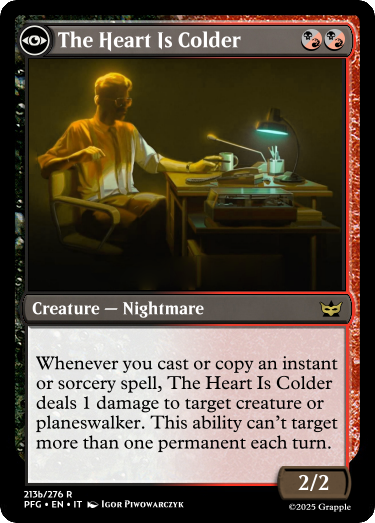 The Heart Is Colder
Creature — Nightmare
Whenever you cast or copy an instant
or sorcery spell, The Heart Is Colder
deals 1 damage to target creature or
planeswalker. This ability can't target
more than one permanent each turn.
2/2
213b/276 R
PFG • EN • IT Igor Piwowarczyk
©2025 Grapple